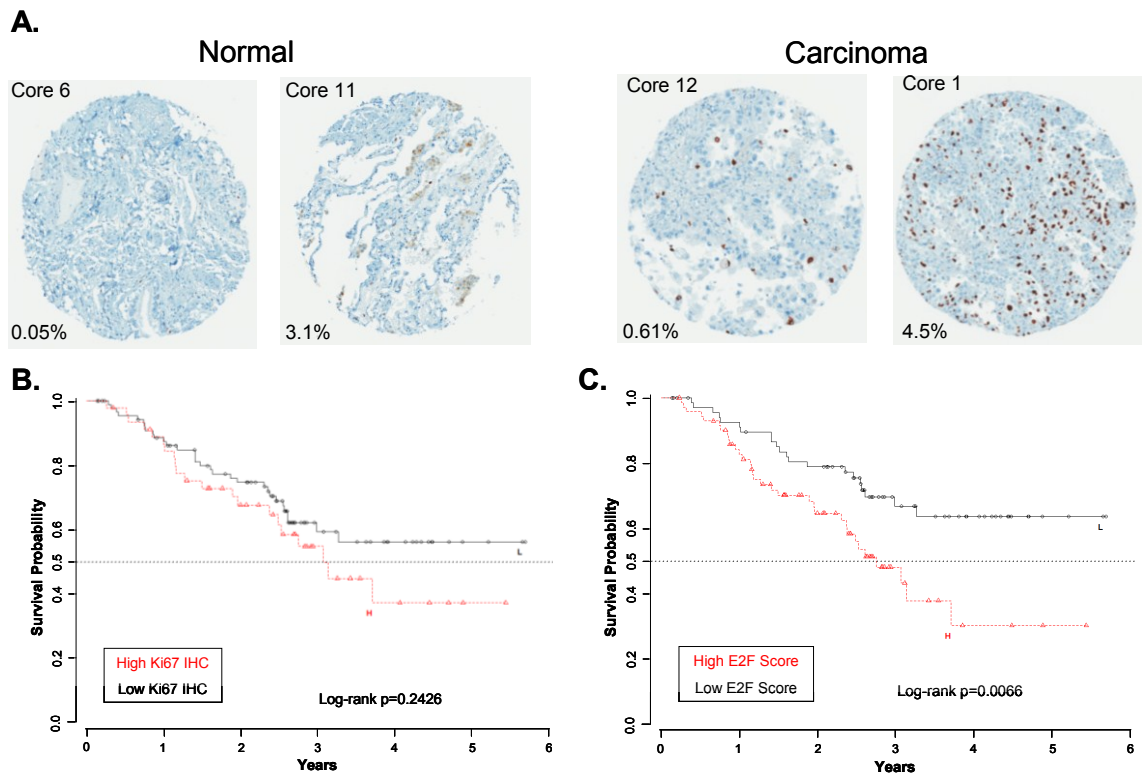 A.
Normal
Carcinoma
Core 6
Core 11
Core 12
Core 1
0.05%
3.1%
0.61%
4.5%
B.
Survival Probability
1.0
0.8
0.6
0.5
0.4
0.2
0.0
L
H
High Ki67 IHC
Low Ki67 IHC
Log-rank p=0.2426
0 1 2 3 4 5 6
Years
C.
Survival Probability
1.0
0.8
0.6
0.5
0.4
0.2
0.0
L
H
High E2F Score
Low E2F Score
Log-rank p=0.0066
0 1 2 3 4 5 6
Years